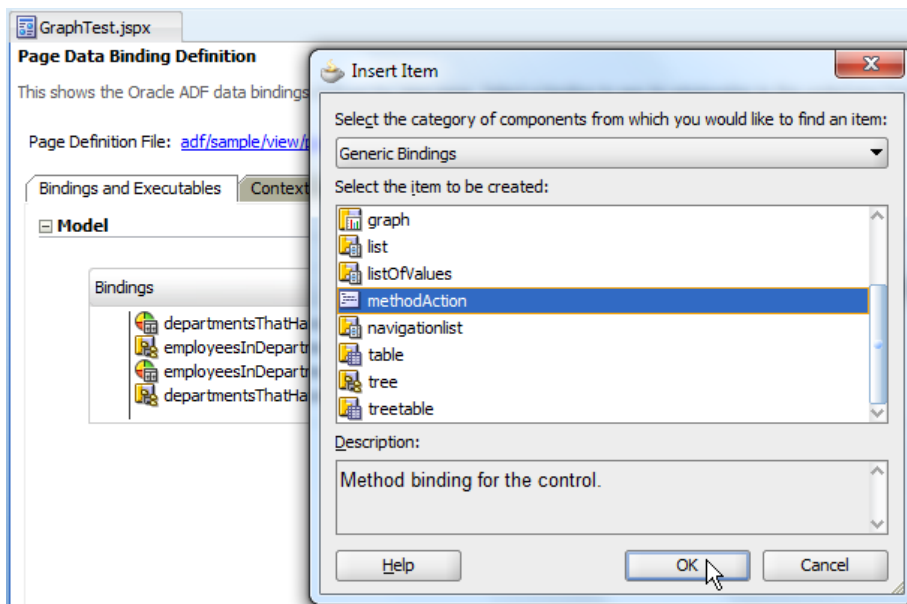 GraphTest.jspx
Page Data Binding Definition
This shows the Oracle ADF data bindings
Page Definition File: adf/sample/view/
Bindings and Executables
Context
Model
Bindings
departmentsThatHa
employeesInDepartm
employeesInDepartm
departmentsThatHa
Insert Item
Select the category of components from which you would like to find an item:
Generic Bindings
Select the item to be created:
graph
list
listOfValues
methodAction
navigationlist
table
tree
treetable
Description:
Method binding for the control.
Help
OK
Cancel